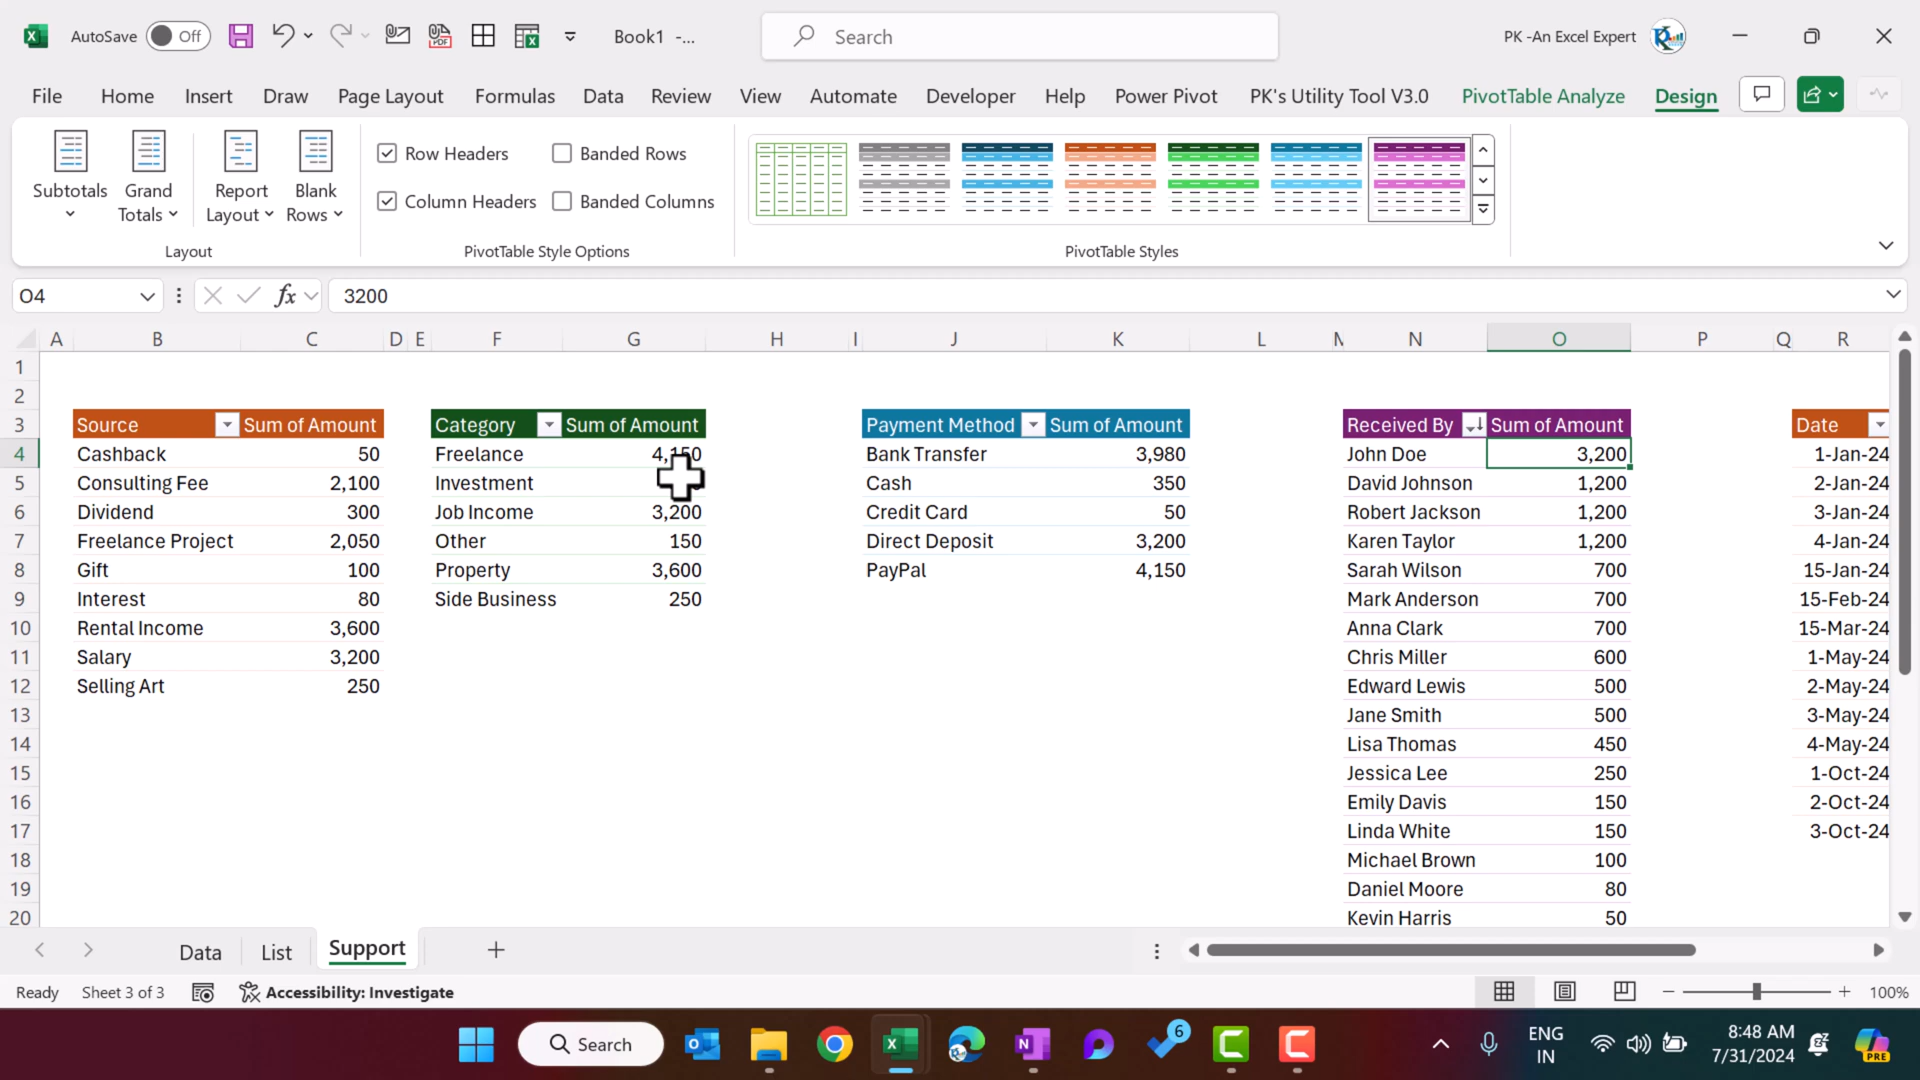 AutoSave Off Book1 -... Search PK -An Excel Expert
File Home Insert Draw Page Layout Formulas Data Review View Automate Developer Help Power Pivot PK's Utility Tool V3.0 PivotTable Analyze Design
Subtotals Grand Totals Report Layout Blank Rows
Row Headers Banded Rows
Column Headers Banded Columns
Layout PivotTable Style Options PivotTable Styles
O4 fx 3200
A B C D E F G H I J K L M N O P Q R
1
2
3 Source Sum of Amount Category Sum of Amount Payment Method Sum of Amount Received By Sum of Amount Date
4 Cashback 50 Freelance 4,150 Bank Transfer 3,980 John Doe 3,200 1-Jan-24
5 Consulting Fee 2,100 Investment Cash 350 David Johnson 1,200 2-Jan-24
6 Dividend 300 Job Income 3,200 Credit Card 50 Robert Jackson 1,200 3-Jan-24
7 Freelance Project 2,050 Other 150 Direct Deposit 3,200 Karen Taylor 1,200 4-Jan-24
8 Gift 100 Property 3,600 PayPal 4,150 Sarah Wilson 700 15-Jan-24
9 Interest 80 Side Business 250 Mark Anderson 700 15-Feb-24
10 Rental Income 3,600 Anna Clark 700 15-Mar-24
11 Salary 3,200 Chris Miller 600 1-May-24
12 Selling Art 250 Edward Lewis 500 2-May-24
13 Jane Smith 500 3-May-24
14 Lisa Thomas 450 4-May-24
15 Jessica Lee 250 1-Oct-24
16 Emily Davis 150 2-Oct-24
17 Linda White 150 3-Oct-24
18 Michael Brown 100
19 Daniel Moore 80
20 Kevin Harris 50
Data List Support
Ready Sheet 3 of 3 Accessibility: Investigate 100%
Search 6 ENG 8:48 AM
IN 7/31/2024 PRE